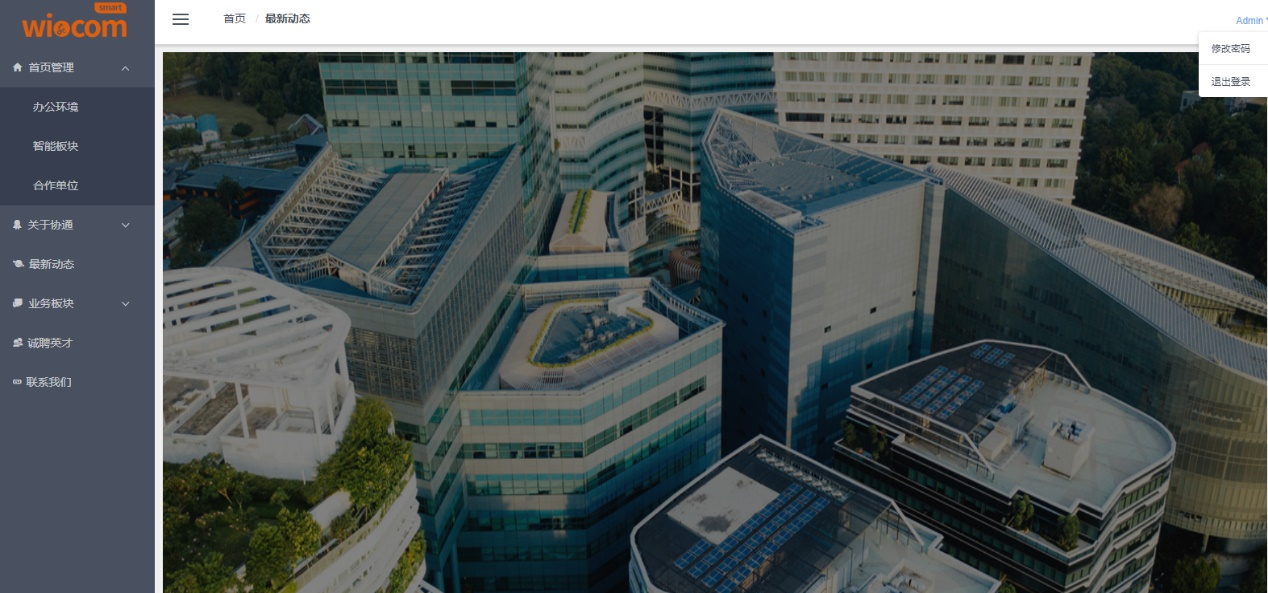 smart
wiocom
首页 / 最新动态
Admin
修改密码
退出登录
首页管理
办公环境
智能板块
合作单位
关于协通
最新动态
业务板块
诚聘英才
联系我们